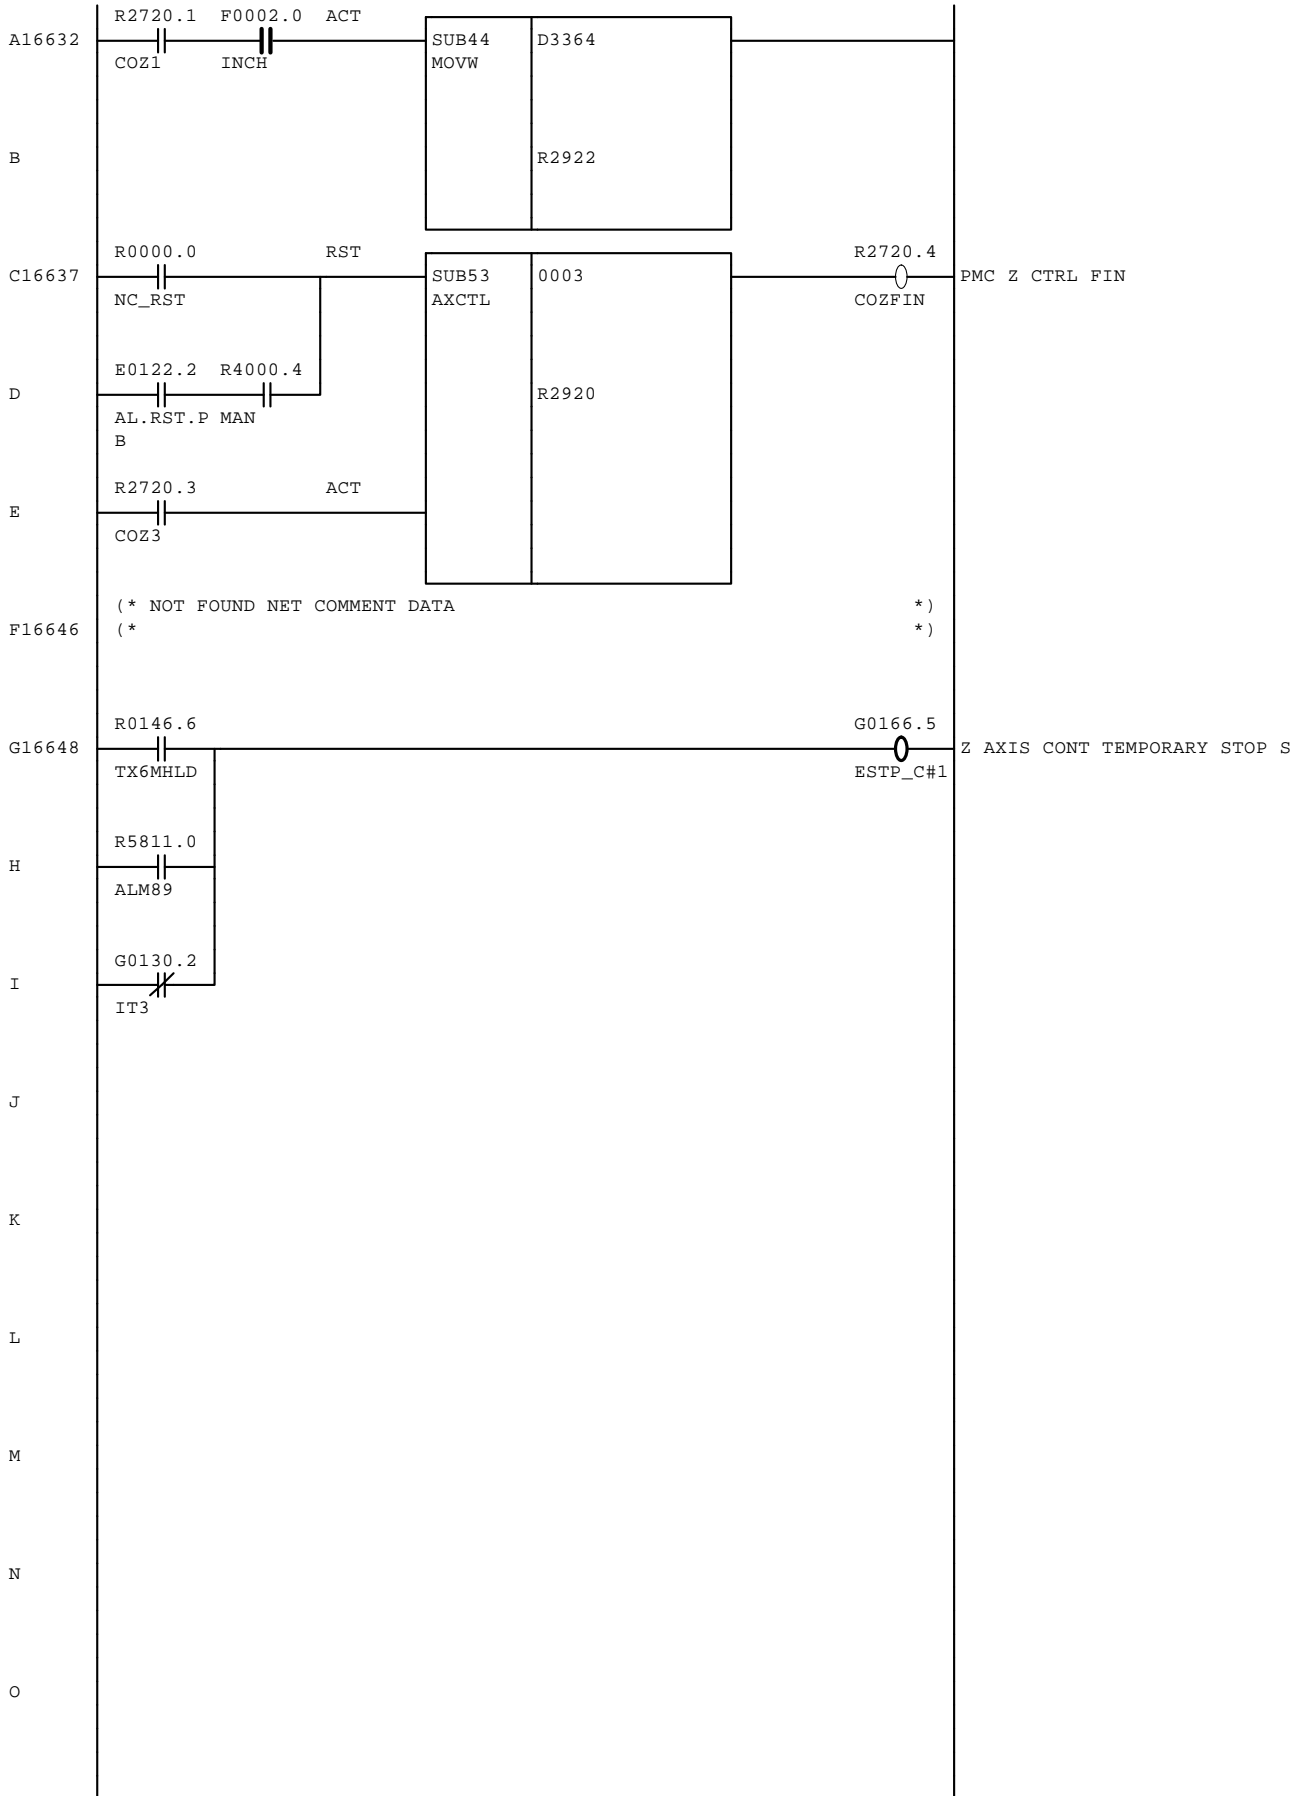 R2720.1 F0002.0 ACT
A16632 SUB44 D3364
COZ1 INCH MOVW
B R2922
R0000.0 RST R2720.4
C16637 SUB53 0003 PMC Z CTRL FIN
NC_RST AXCTL COZFIN
E0122.2 R4000.4
D R2920
AL.RST.P MAN
B
R2720.3 ACT
E
COZ3
(* NOT FOUND NET COMMENT DATA *)
F16646 (* *)
R0146.6 G0166.5
G16648 Z AXIS CONT TEMPORARY STOP S
TX6MHLD ESTP_C#1
R5811.0
H
ALM89
G0130.2
I
IT3
J
K
L
M
N
O